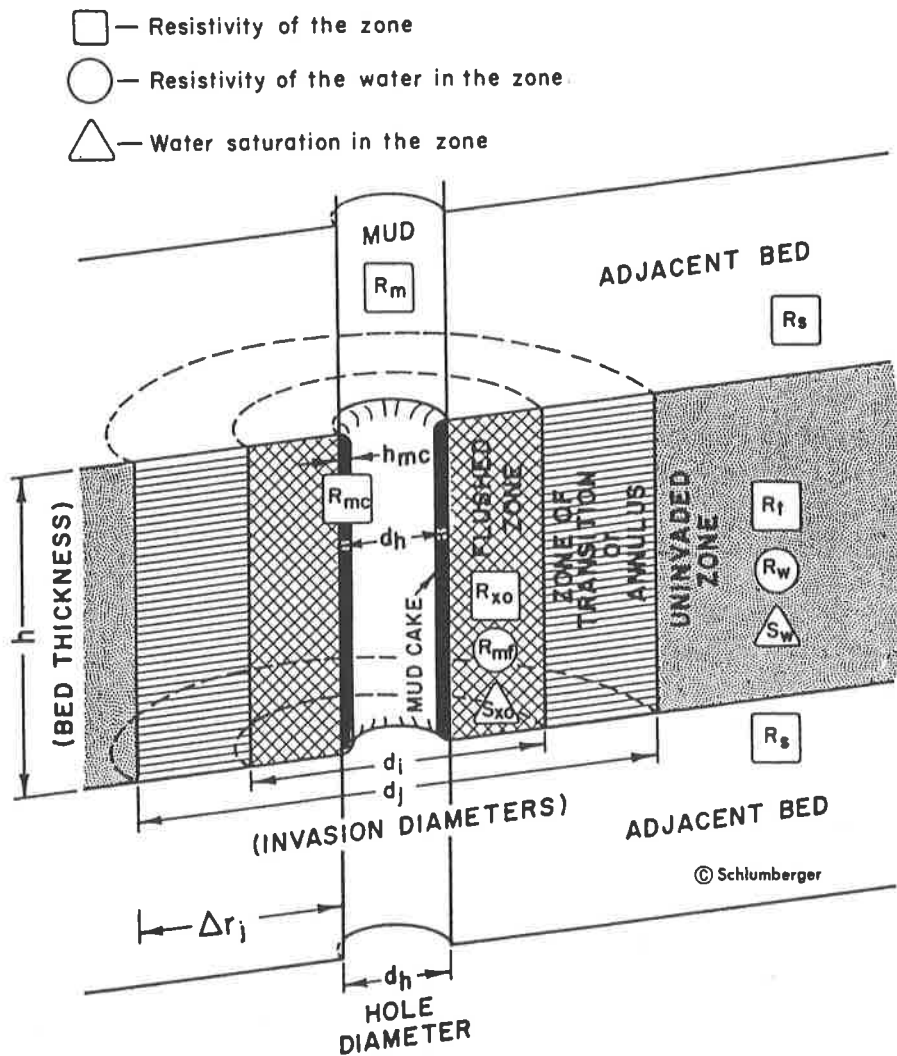 — Resistivity of the zone
— Resistivity of the water in the zone
— Water saturation in the zone
MUD
Rm
ADJACENT BED
Rs
hmc
Rmc
dh
MUD CAKE
FLUSHED
ZONE
Rxo
Rmf
Sxo
ZONE OF
TRANSITION
or
ANNULUS
UNINVADED
ZONE
Rt
Rw
Sw
h
(BED THICKNESS)
di
dj
(INVASION DIAMETERS)
Rs
ADJACENT BED
© Schlumberger
Δrj
dh
HOLE
DIAMETER